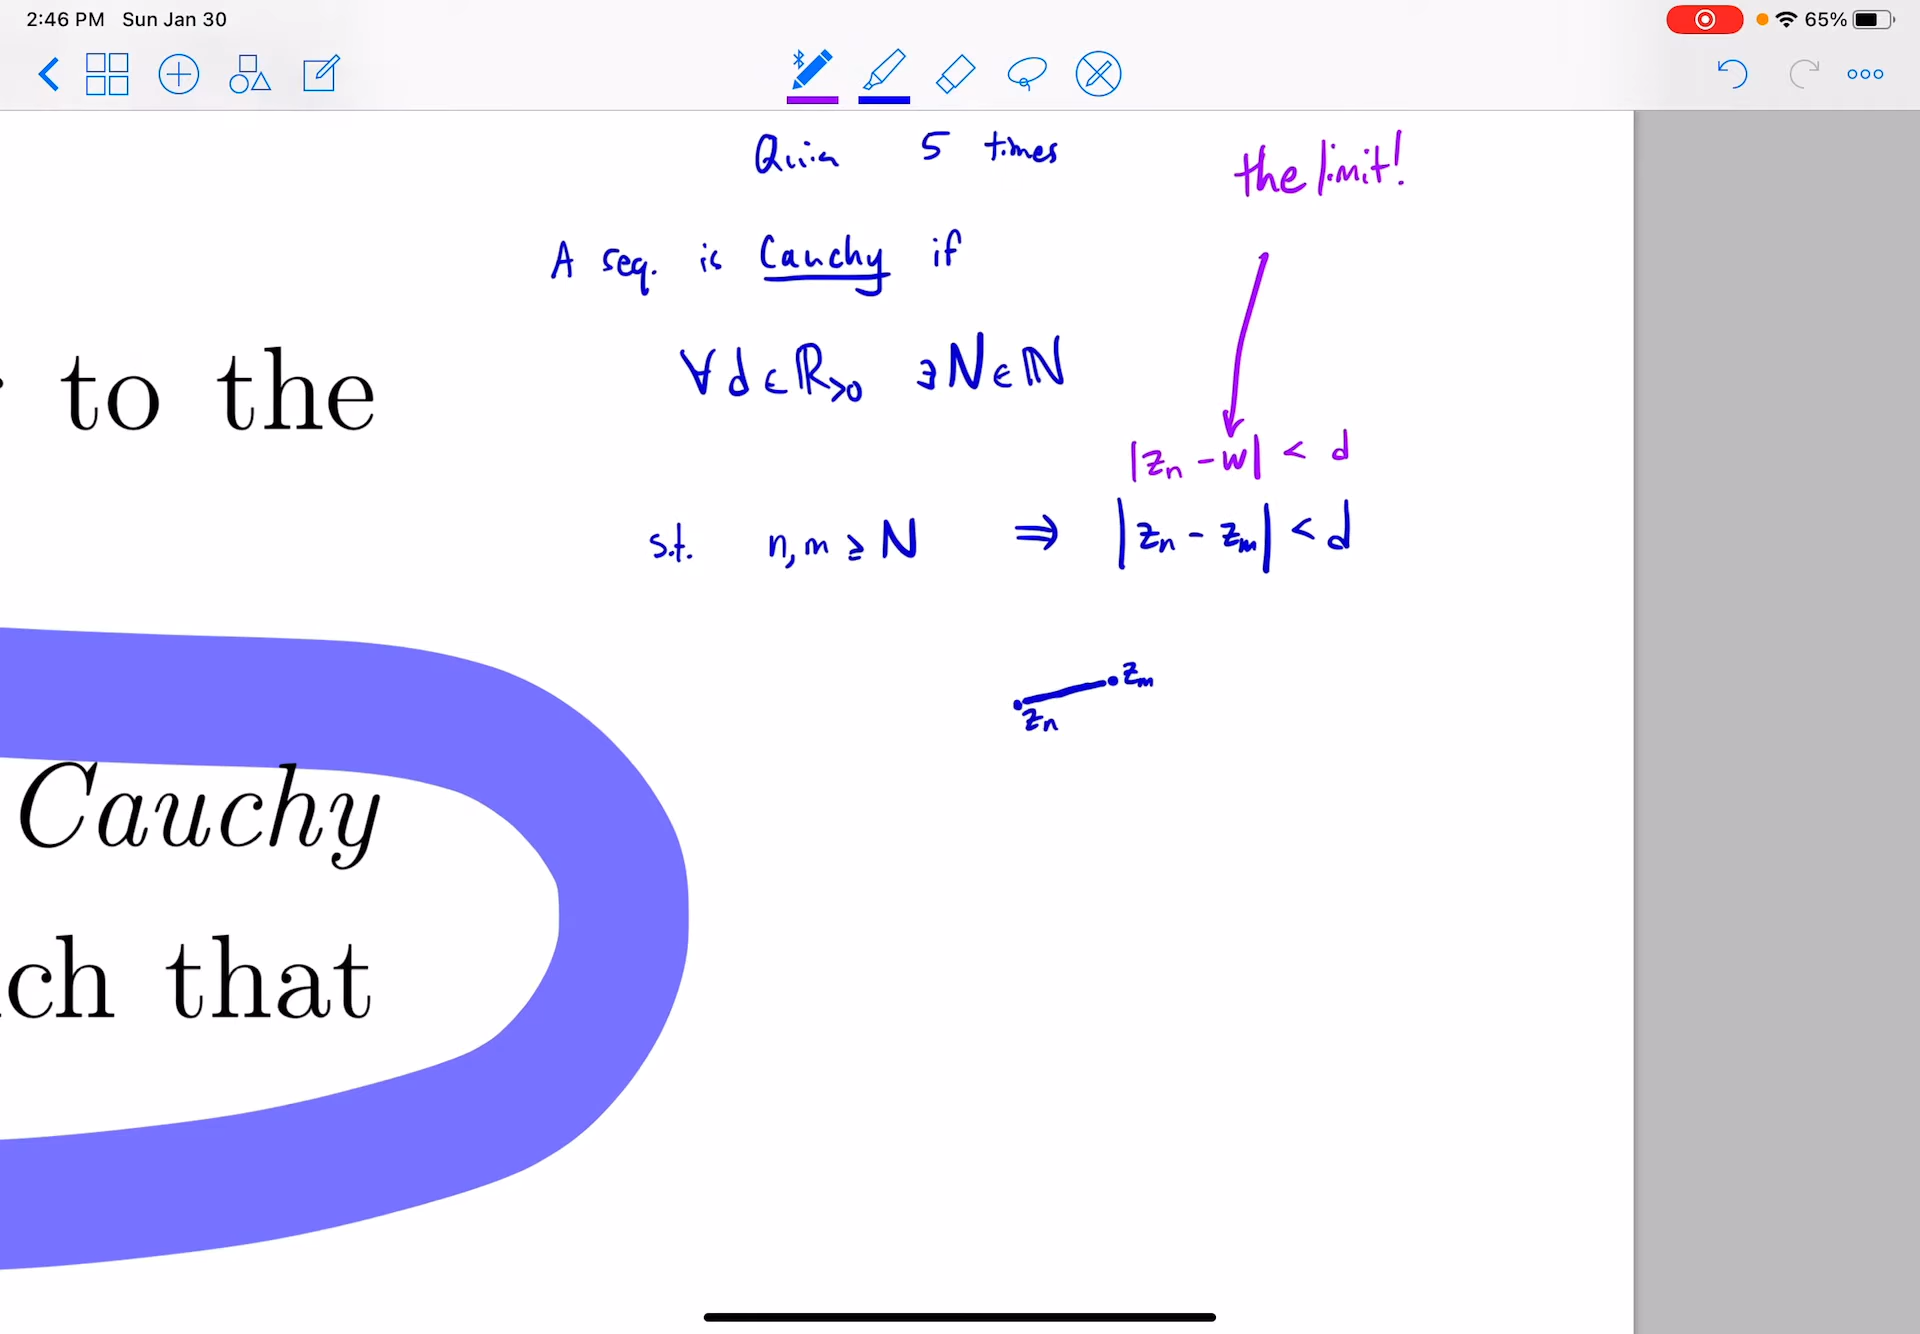 2:46 PM Sun Jan 30
65%
5 times
the limit!
A seq. is Cauchy if
to the
∀ d ∈ ℝ>0 ∃ N ∈ ℕ
|zn - w| < d
s.t. n, m ≥ N ⇒ |zn - zm| < d
zm
zn
Cauchy
ch that